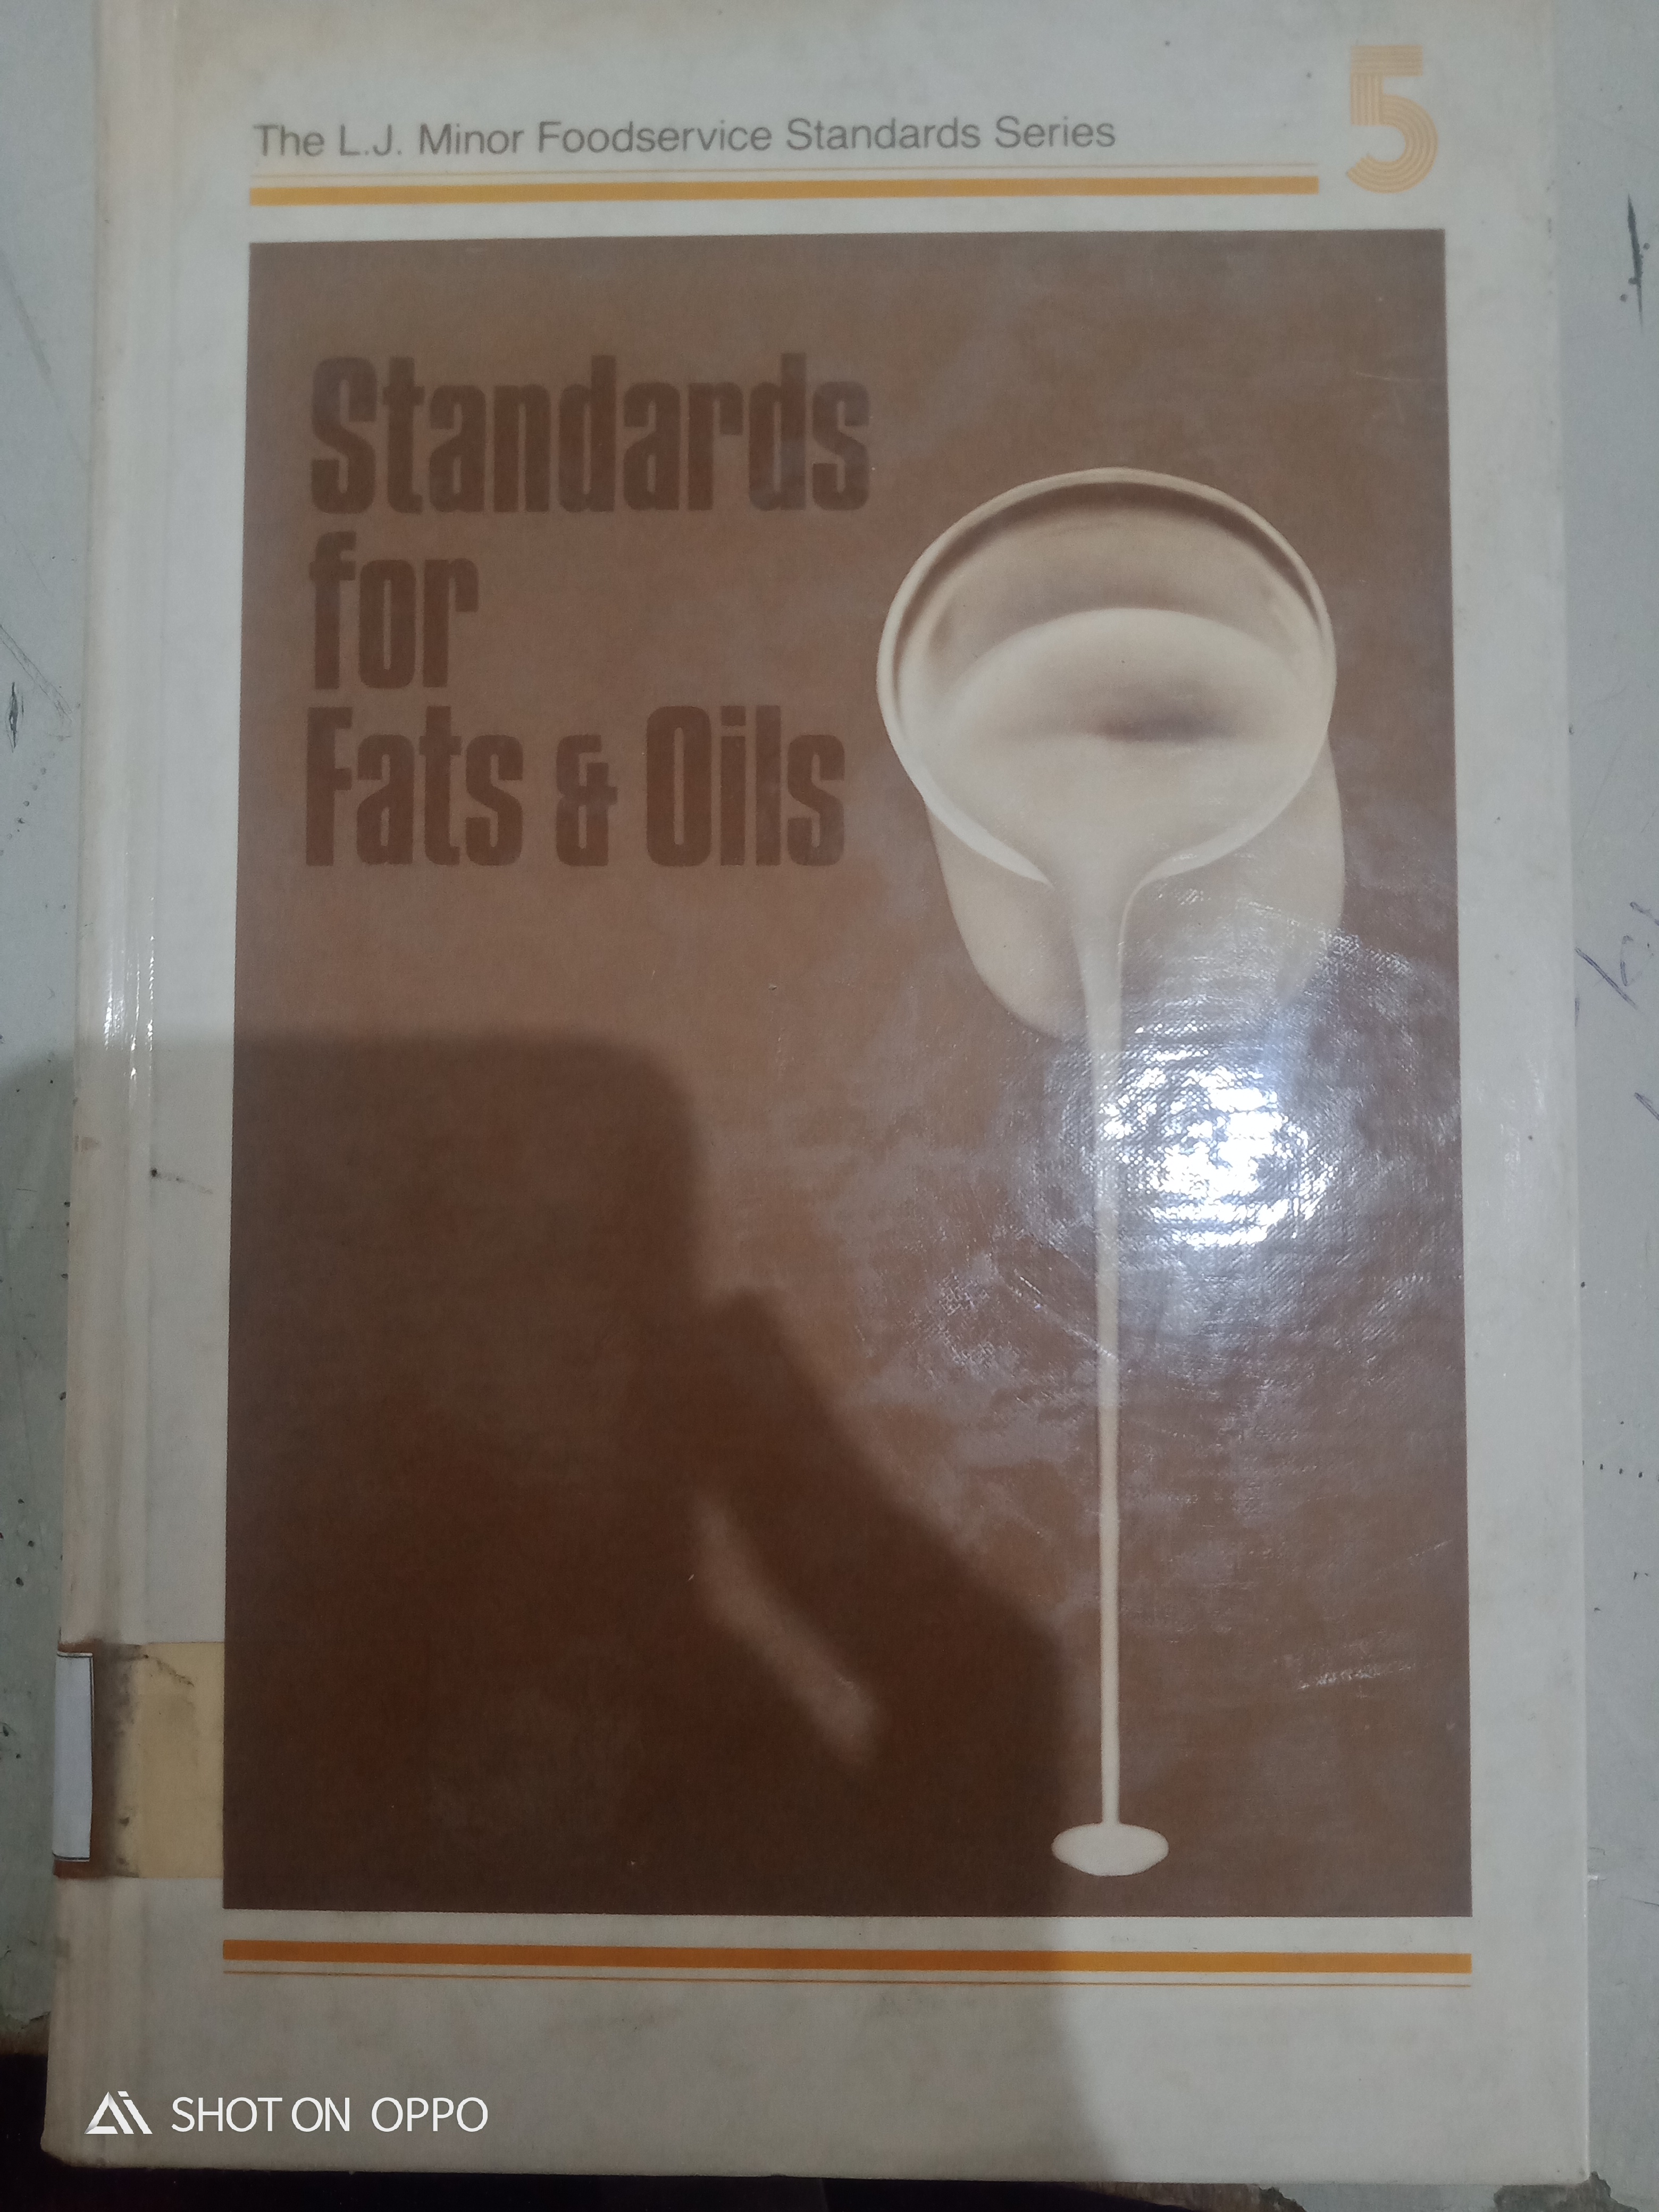 The L.J. Minor Foodservice Standards Series
5
Standards
for
Fats & Oils
SHOT ON OPPO